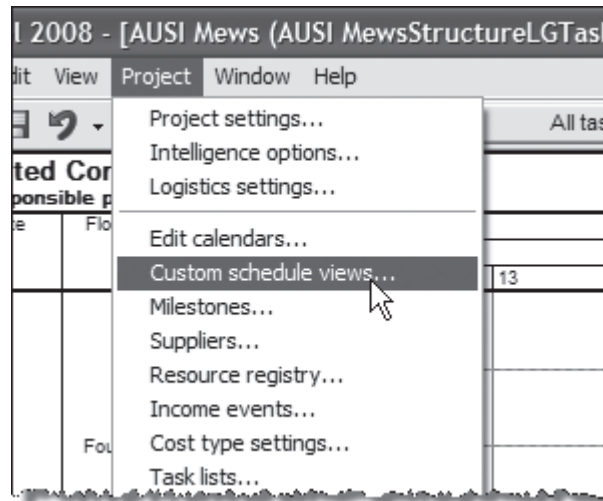 l 2008 - [AUSI Mews (AUSI MewsStructureLGTas
dit View Project Window Help
Project settings... All tas
Intelligence options...
ted Cor
Logistics settings...
ponsible p
e Flo
Edit calendars...
Custom schedule views... 13
Milestones...
Suppliers...
Resource registry...
Income events...
Fou Cost type settings...
Task lists...